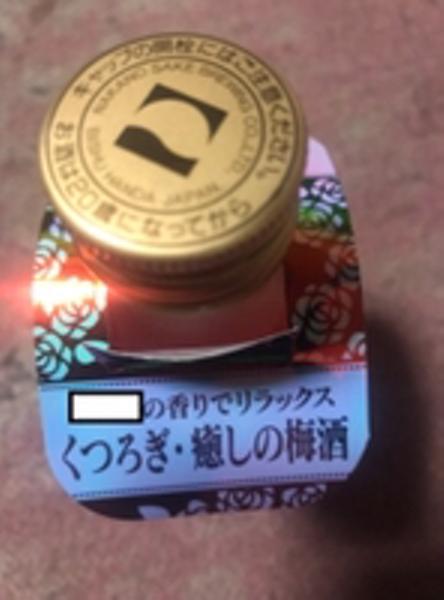 キャップの開栓にはご注意ください。
NAKANO SAKE BREWING CO.,LTD.
BISHU HANDA JAPAN
お酒は20歳になってから
の香りでリラックス
くつろぎ・癒しの梅酒